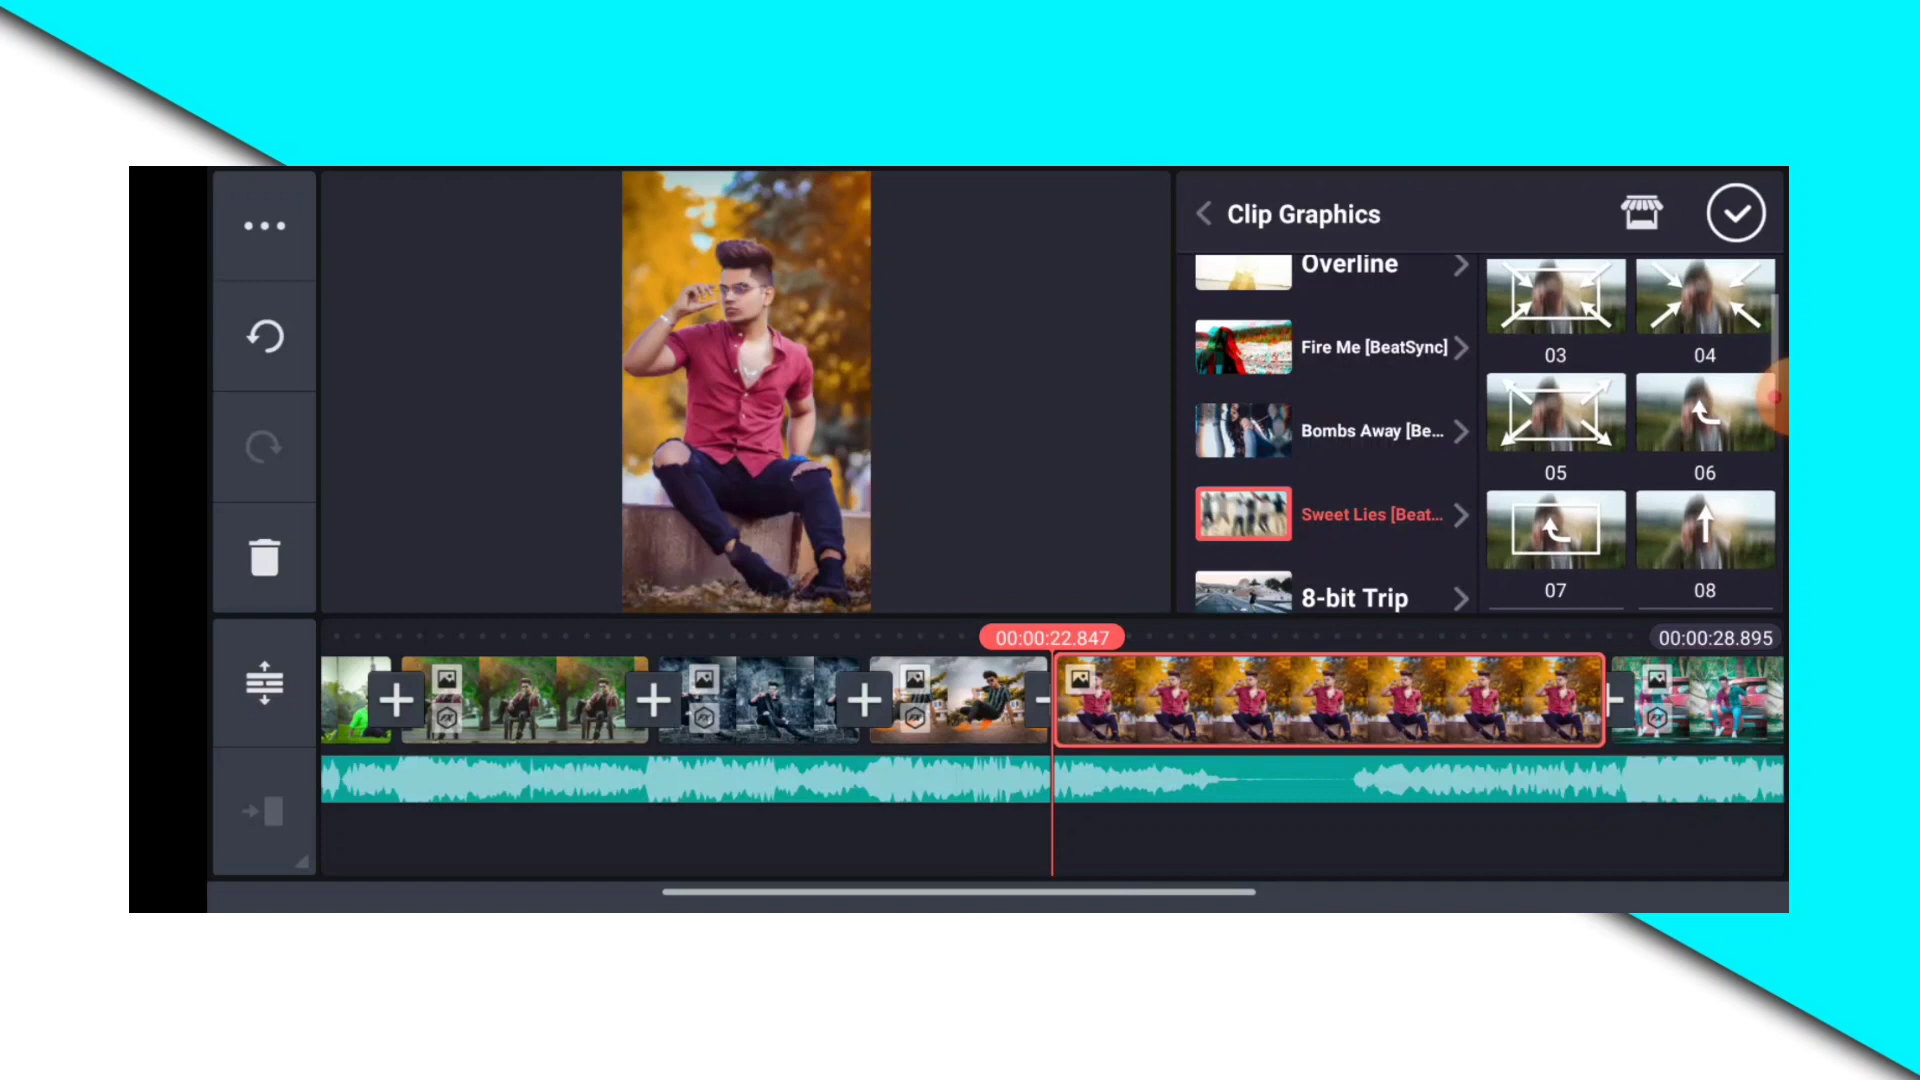 Clip Graphics
Overline
Fire Me [BeatSync]
Bombs Away [Be...
Sweet Lies [Beat...
8-bit Trip
03
04
05
06
07
08
00:00:22.847
00:00:28.895